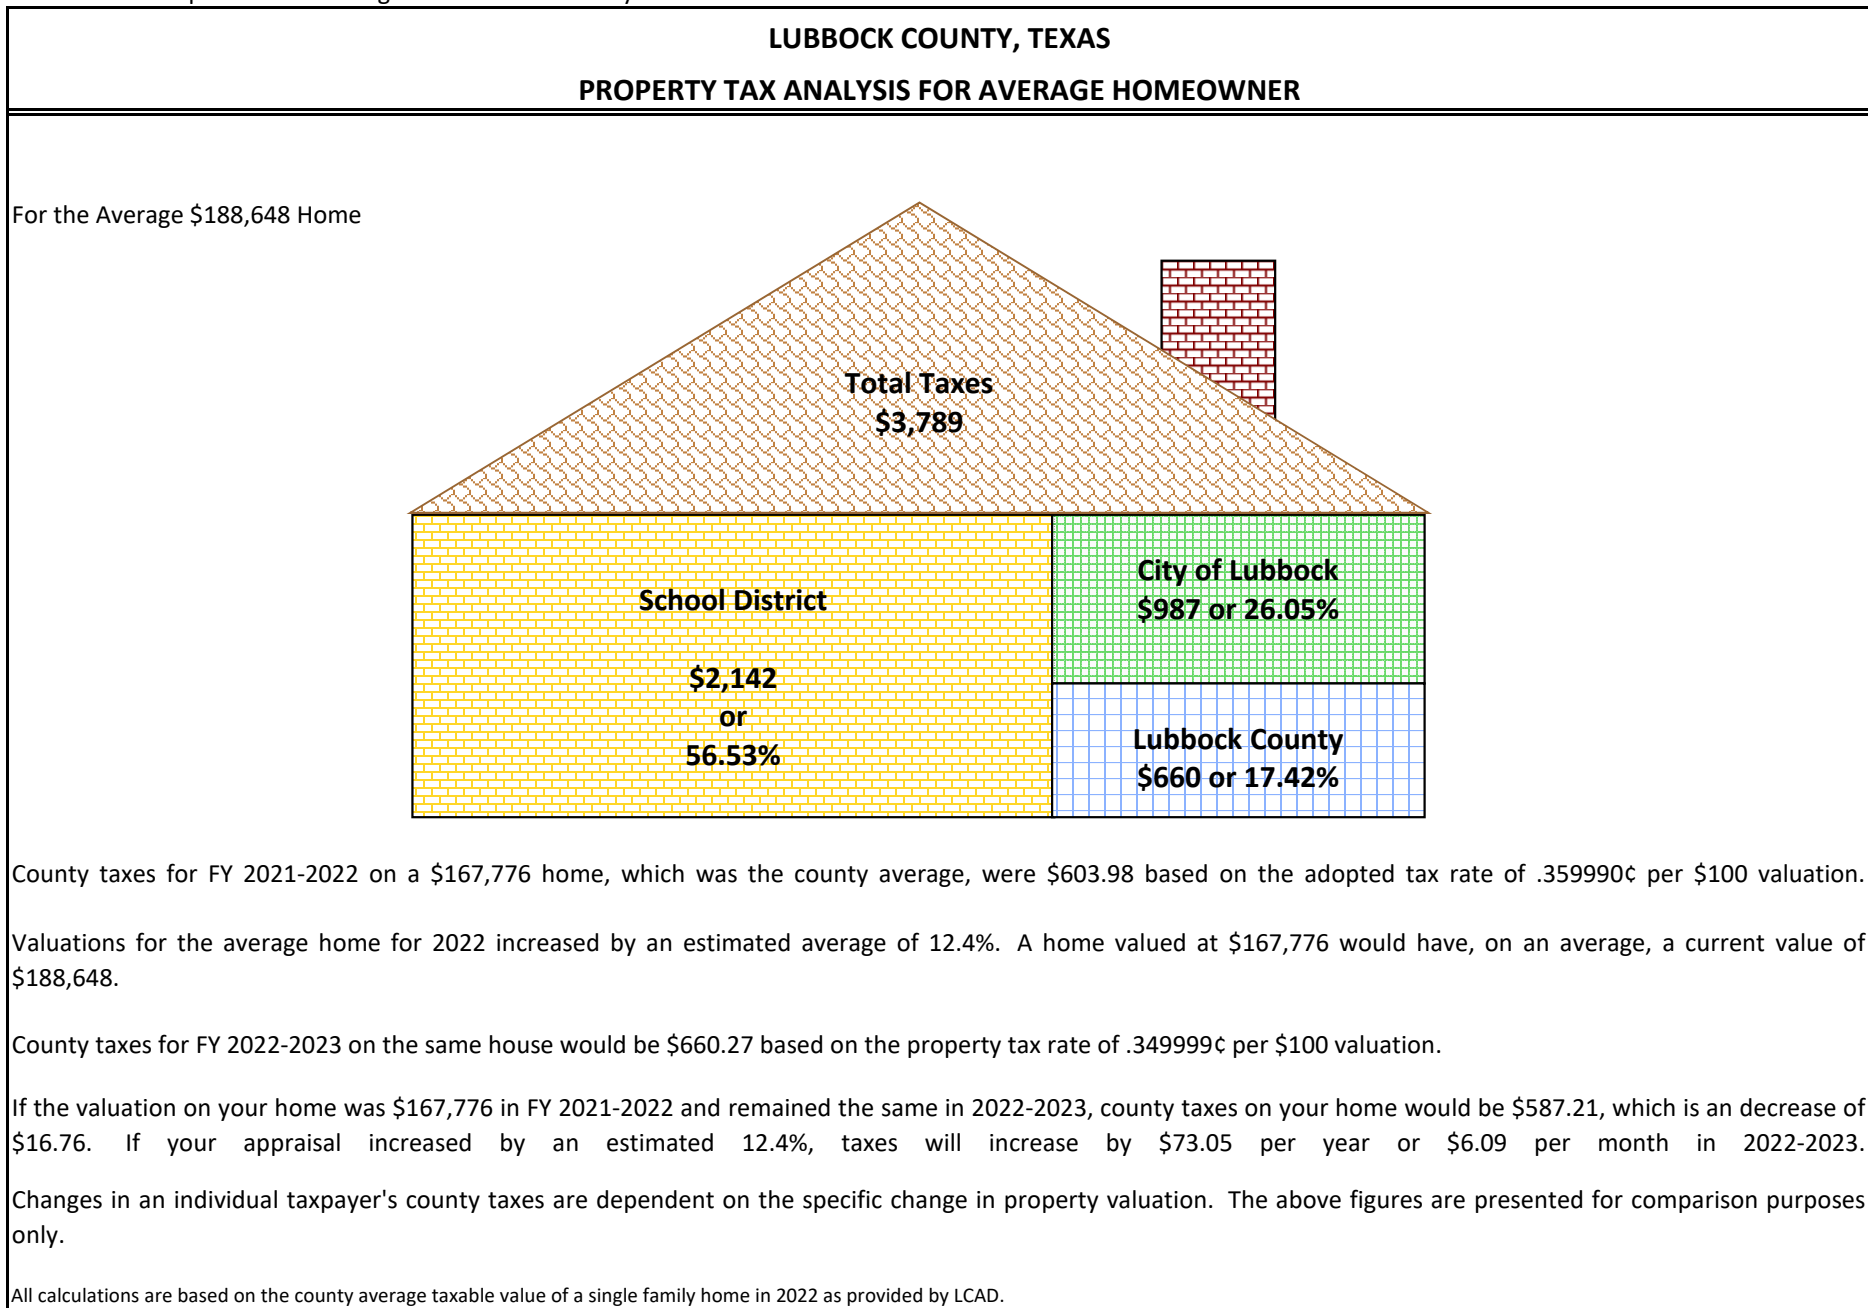 LUBBOCK COUNTY, TEXAS
PROPERTY TAX ANALYSIS FOR AVERAGE HOMEOWNER
For the Average $188,648 Home
Total Taxes
$3,789
School District
$2,142
or
56.53%
City of Lubbock
$987 or 26.05%
Lubbock County
$660 or 17.42%
County taxes for FY 2021-2022 on a $167,776 home, which was the county average, were $603.98 based on the adopted tax rate of .359990¢ per $100 valuation.
Valuations for the average home for 2022 increased by an estimated average of 12.4%. A home valued at $167,776 would have, on an average, a current value of
$188,648.
County taxes for FY 2022-2023 on the same house would be $660.27 based on the property tax rate of .349999¢ per $100 valuation.
If the valuation on your home was $167,776 in FY 2021-2022 and remained the same in 2022-2023, county taxes on your home would be $587.21, which is an decrease of
$16.76. If your appraisal increased by an estimated 12.4%, taxes will increase by $73.05 per year or $6.09 per month in 2022-2023.
Changes in an individual taxpayer's county taxes are dependent on the specific change in property valuation. The above figures are presented for comparison purposes
only.
All calculations are based on the county average taxable value of a single family home in 2022 as provided by LCAD.